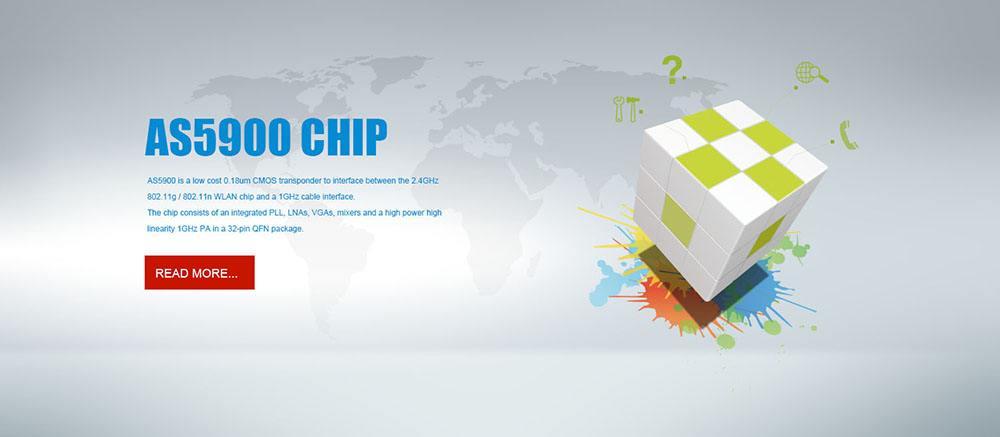 AS5900 CHIP
AS5900 is a low cost 0.18um CMOS transponder to interface between the 2.4GHz
802.11g / 802.11n WLAN chip and a 1GHz cable interface.
The chip consists of an integrated PLL, LNAs, VGAs, mixers and a high power high
linearity 1GHz PA in a 32-pin QFN package.
READ MORE...
?